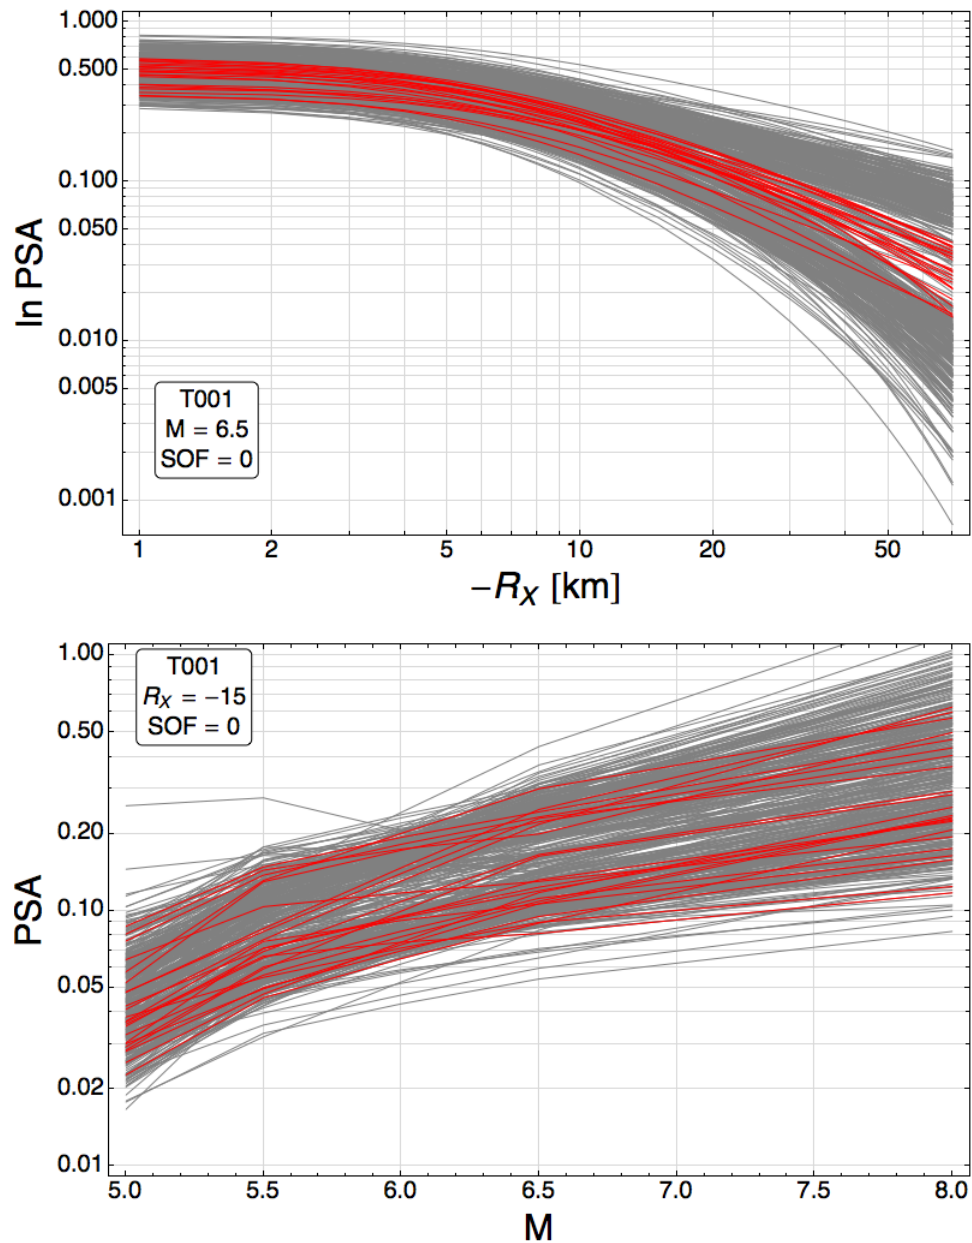 1.000
0.500
0.100
0.050
0.010
0.005
0.001
ln PSA
T001
M = 6.5
SOF = 0
1 2 5 10 20 50
−R_X [km]
1.00
0.50
0.20
0.10
0.05
0.02
0.01
PSA
T001
R_X = −15
SOF = 0
5.0 5.5 6.0 6.5 7.0 7.5 8.0
M